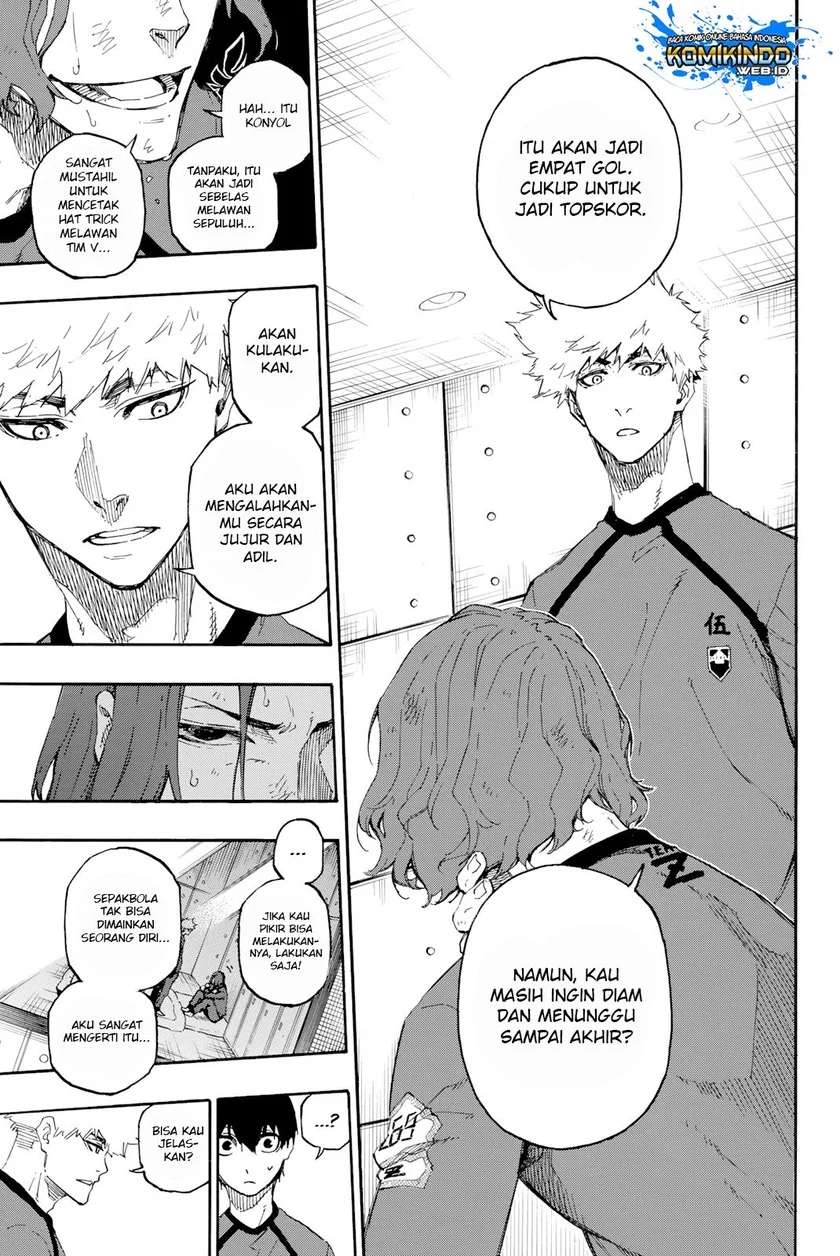 BACA KOMIK ONLINE BAHASA INDONESIA
KOMIKINDO
WEB.ID
ITU AKAN JADI
EMPAT GOL.
CUKUP UNTUK
JADI TOPSKOR.
伍
TEAM
Z
NAMUN, KAU
MASIH INGIN DIAM
DAN MENUNGGU
SAMPAI AKHIR?
269
Z
HAH... ITU
KONYOL
TANPAKU, ITU
AKAN JADI
SEBELAS
MELAWAN
SEPULUH...
SANGAT
MUSTAHIL
UNTUK
MENCETAK
HAT TRICK
MELAWAN
TIM V...
AKAN
KULAKU-
KAN.
AKU AKAN
MENGALAHKAN-
MU SECARA
JUJUR DAN
ADIL.
...
JIKA KAU
PIKIR BISA
MELAKUKAN-
NYA, LAKUKAN
SAJA!
SEPAKBOLA
TAK BISA
DIMAINKAN
SEORANG DIRI...
AKU SANGAT
MENGERTI ITU...
...?
BISA KAU
JELAS-
KAN?